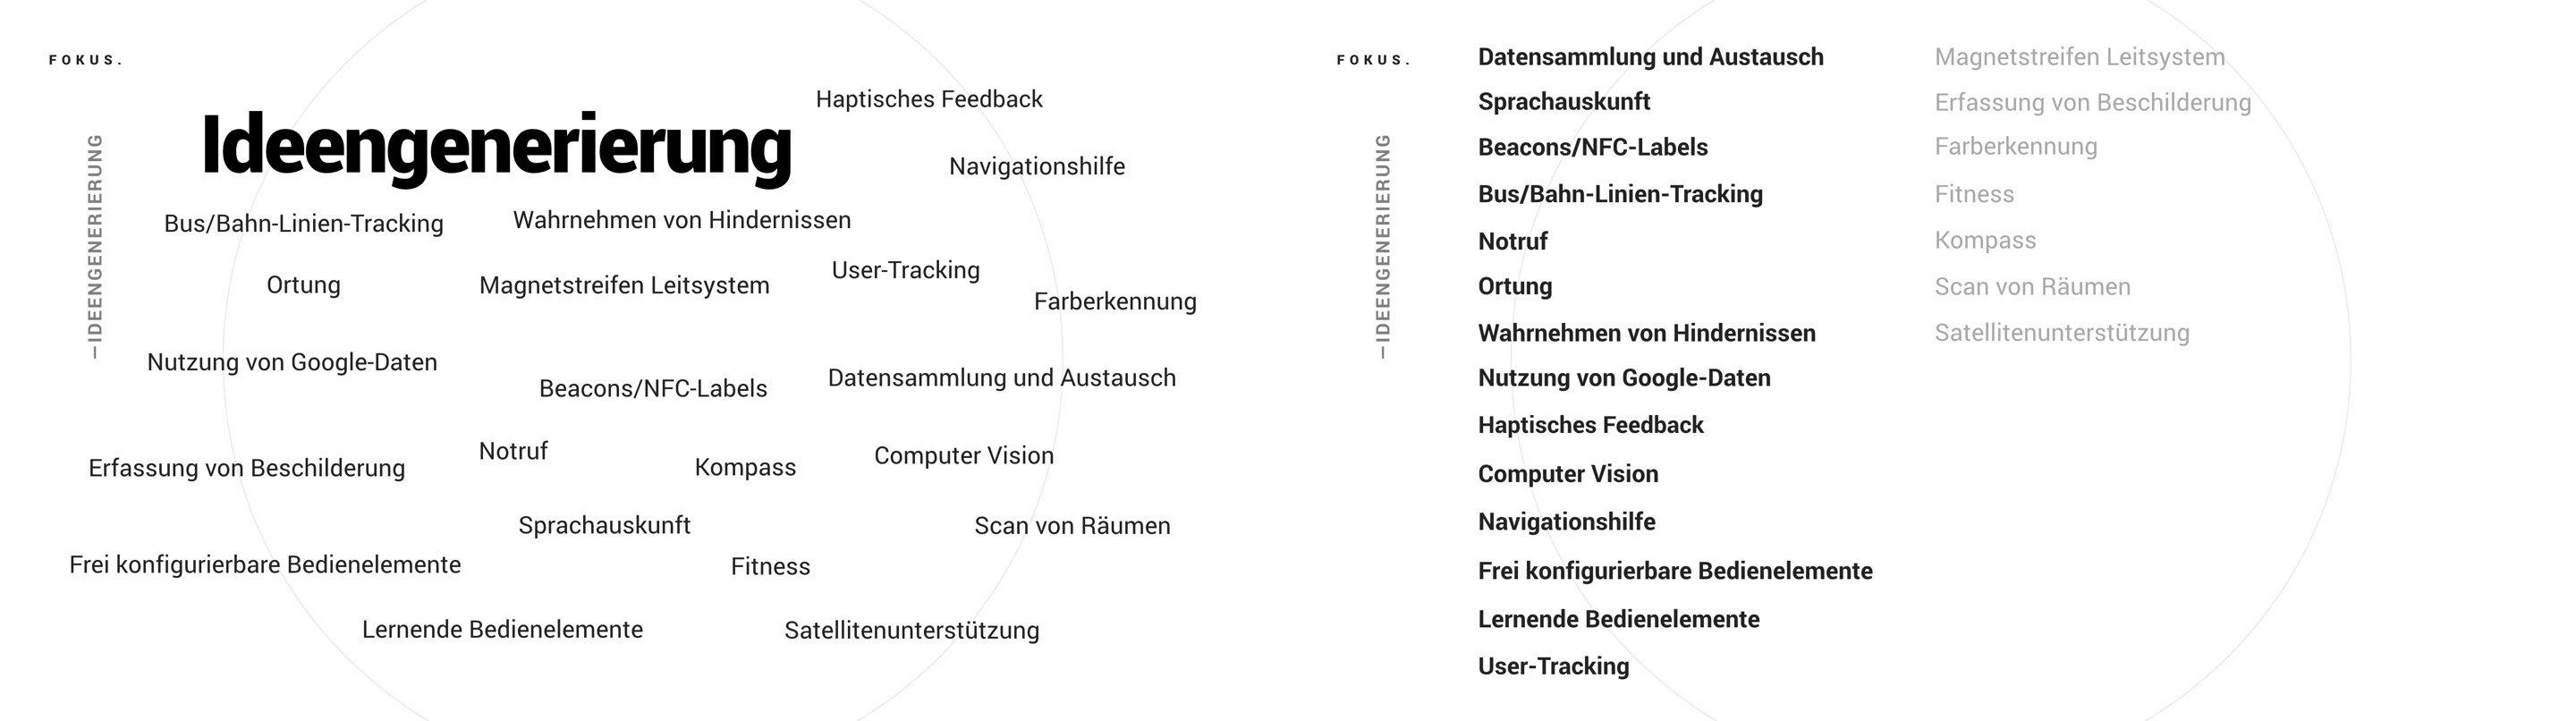 FOKUS.
—IDEENGENERIERUNG
Ideengenerierung
Haptisches Feedback
Navigationshilfe
Bus/Bahn-Linien-Tracking
Wahrnehmen von Hindernissen
User-Tracking
Ortung
Magnetstreifen Leitsystem
Farberkennung
Nutzung von Google-Daten
Beacons/NFC-Labels
Datensammlung und Austausch
Erfassung von Beschilderung
Notruf
Kompass
Computer Vision
Sprachauskunft
Scan von Räumen
Frei konfigurierbare Bedienelemente
Fitness
Lernende Bedienelemente
Satellitenunterstützung
FOKUS.
—IDEENGENERIERUNG
Datensammlung und Austausch
Sprachauskunft
Beacons/NFC-Labels
Bus/Bahn-Linien-Tracking
Notruf
Ortung
Wahrnehmen von Hindernissen
Nutzung von Google-Daten
Haptisches Feedback
Computer Vision
Navigationshilfe
Frei konfigurierbare Bedienelemente
Lernende Bedienelemente
User-Tracking
Magnetstreifen Leitsystem
Erfassung von Beschilderung
Farberkennung
Fitness
Kompass
Scan von Räumen
Satellitenunterstützung